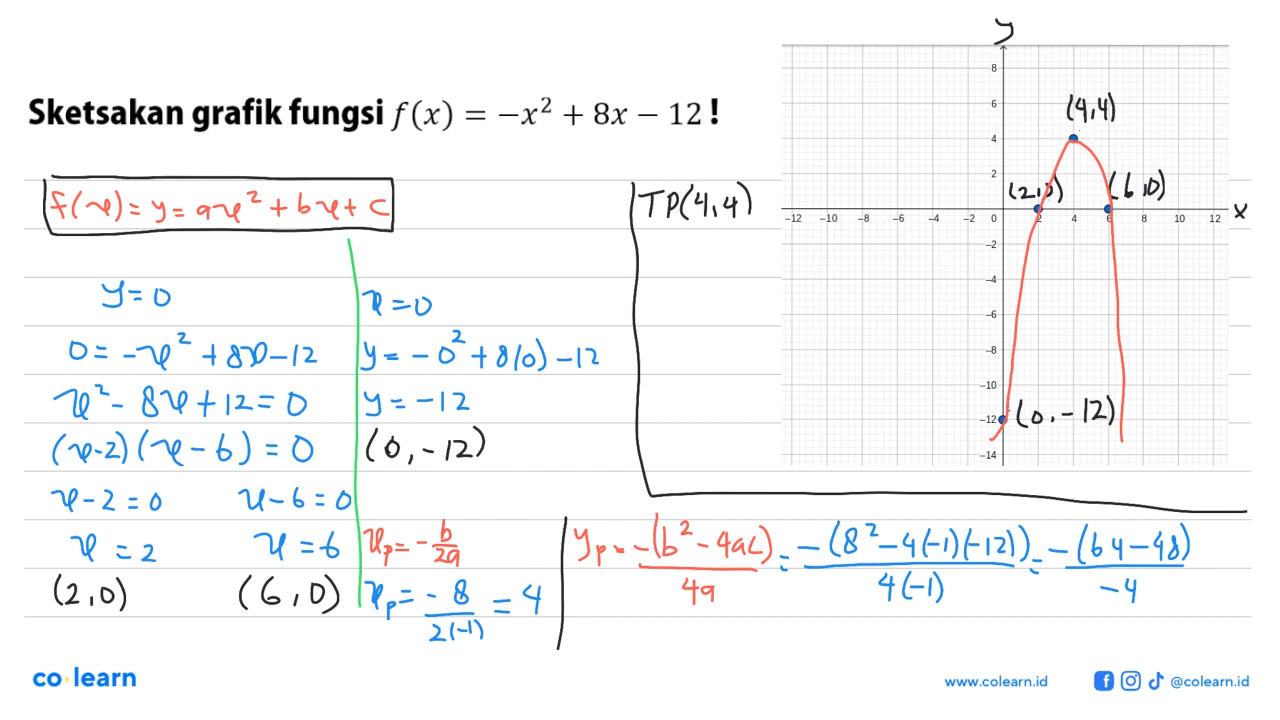 Sketsakan grafik fungsi f(x) = −x² + 8x − 12 !
f(x) = y = ax² + bx + c
y = 0
0 = -x² + 8x - 12
x² - 8x + 12 = 0
(x-2)(x-6) = 0
x-2 = 0 x-6 = 0
x = 2 x = 6
(2,0) (6,0)
x = 0
y = -0² + 8(0) - 12
y = -12
(0,-12)
xp = -b/2a
xp = -8/2(-1) = 4
yp = -(b²-4ac)/4a = -(8²-4(-1)(-12))/4(-1) = -(64-48)/-4
TP(4,4)
y
8
6
(4,4)
4
2
(2,0) (6,0)
−12 −10 −8 −6 −4 −2 0 2 4 6 8 10 12 x
−2
−4
−6
−8
−10
−12 (0,-12)
−14
co·learn
www.colearn.id @colearn.id